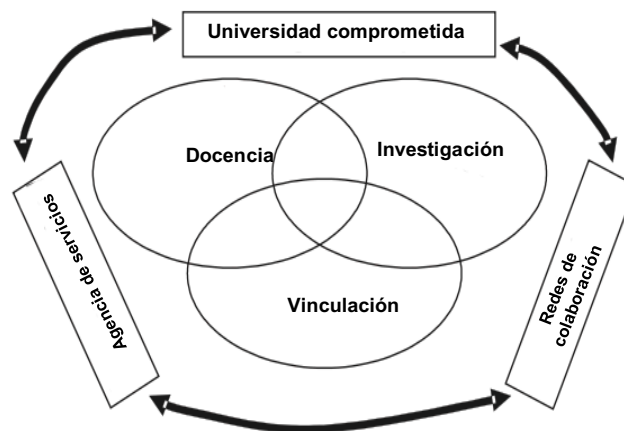 Universidad comprometida
Docencia
Investigación
Vinculación
Agencia de servicios
Redes de
colaboración